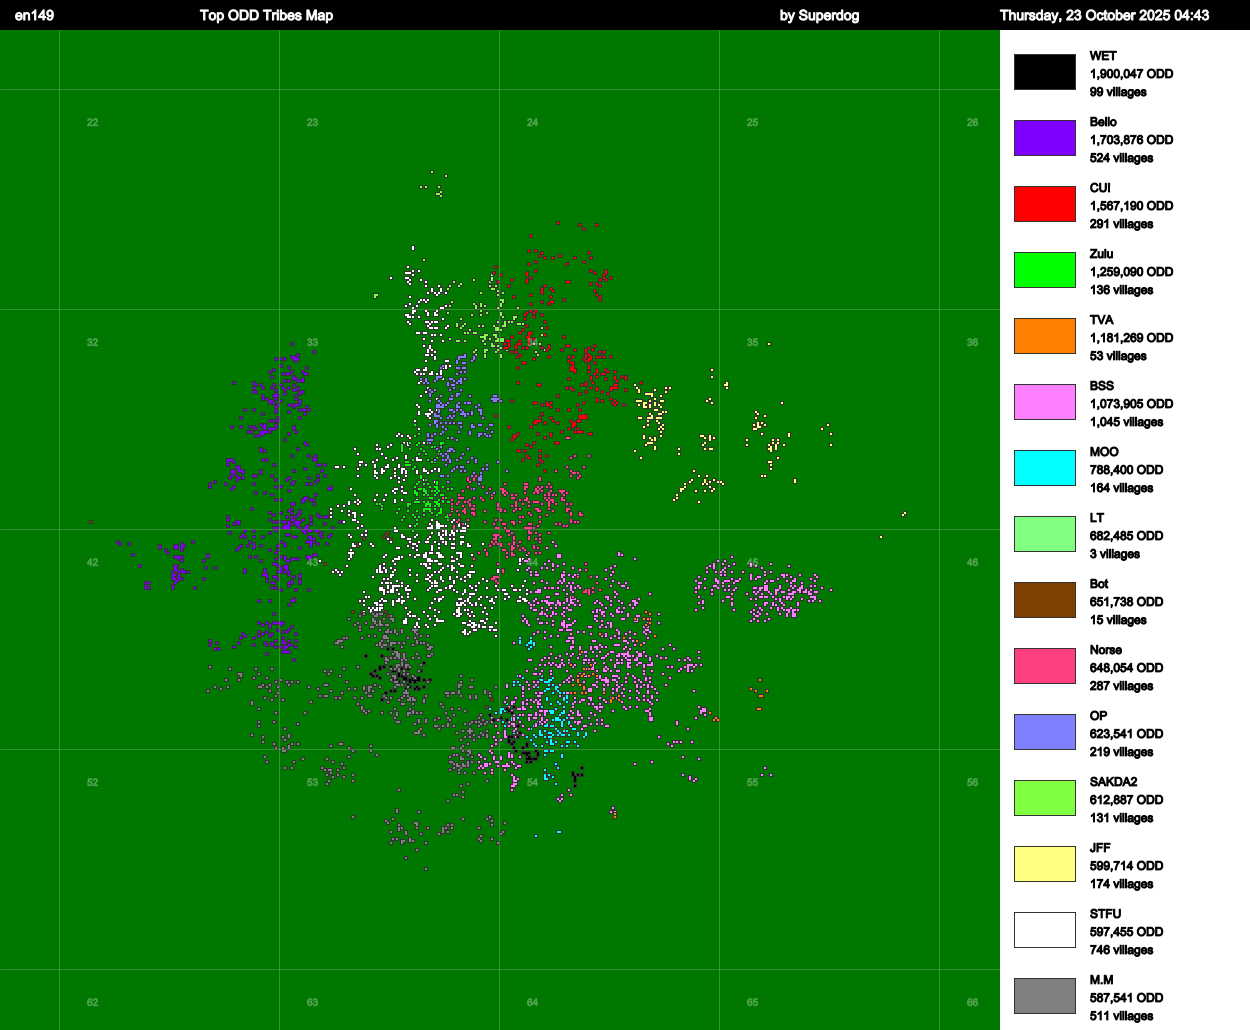 en149 Top ODD Tribes Map by Superdog Thursday, 23 October 2025 04:43
22 23 24 25 26
32 33 34 35 36
42 43 44 45 46
52 53 54 55 56
62 63 64 65 66
WET
1,900,047 ODD
99 villages
Bello
1,703,876 ODD
524 villages
CUI
1,567,190 ODD
291 villages
Zulu
1,259,090 ODD
136 villages
TVA
1,181,269 ODD
53 villages
BSS
1,073,905 ODD
1,045 villages
MOO
788,400 ODD
164 villages
LT
682,485 ODD
3 villages
Bot
651,738 ODD
15 villages
Norse
648,054 ODD
287 villages
OP
623,541 ODD
219 villages
SAKDA2
612,887 ODD
131 villages
JFF
599,714 ODD
174 villages
STFU
597,455 ODD
746 villages
M.M
587,541 ODD
511 villages